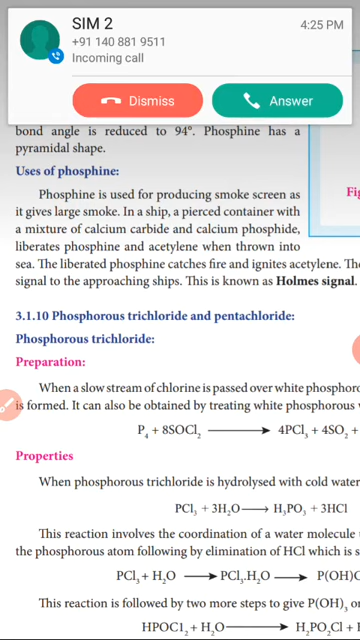 SIM 2
4:25 PM
+91 140 881 9511
Incoming call
Dismiss
Answer
bond angle is reduced to 94°. Phosphine has a
pyramidal shape.
Uses of phosphine:
Phosphine is used for producing smoke screen as
it gives large smoke. In a ship, a pierced container with
a mixture of calcium carbide and calcium phosphide,
liberates phosphine and acetylene when thrown into
sea. The liberated phosphine catches fire and ignites acetylene. The
signal to the approaching ships. This is known as Holmes signal.
3.1.10 Phosphorous trichloride and pentachloride:
Phosphorous trichloride:
Preparation:
When a slow stream of chlorine is passed over white phosphoro
is formed. It can also be obtained by treating white phosphorous
P₄ + 8SOCl₂ ⟶ 4PCl₃ + 4SO₂ +
Properties
When phosphorous trichloride is hydrolysed with cold water
PCl₃ + 3H₂O ⟶ H₃PO₃ + 3HCl
This reaction involves the coordination of a water molecule
the phosphorous atom following by elimination of HCl which is s
PCl₃ + H₂O ⟶ PCl₃.H₂O ⟶ P(OH)C
This reaction is followed by two more steps to give P(OH)₃ or
HPOC1₂ + H₂O ⟶ H₂PO₂Cl +